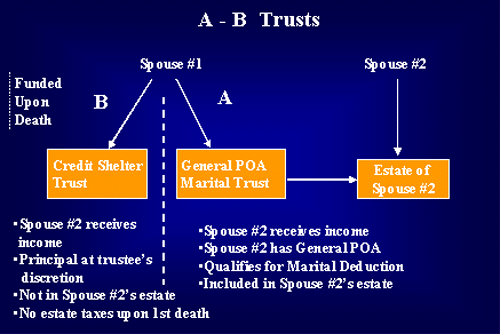 A - B Trusts
Spouse #1
Spouse #2
Funded
Upon
Death
B
A
Credit Shelter
Trust
General POA
Marital Trust
Estate of
Spouse #2
•Spouse #2 receives
income
•Principal at trustee's
discretion
•Not in Spouse #2's estate
•No estate taxes upon 1st death
•Spouse #2 receives income
•Spouse #2 has General POA
•Qualifies for Marital Deduction
•Included in Spouse #2's estate